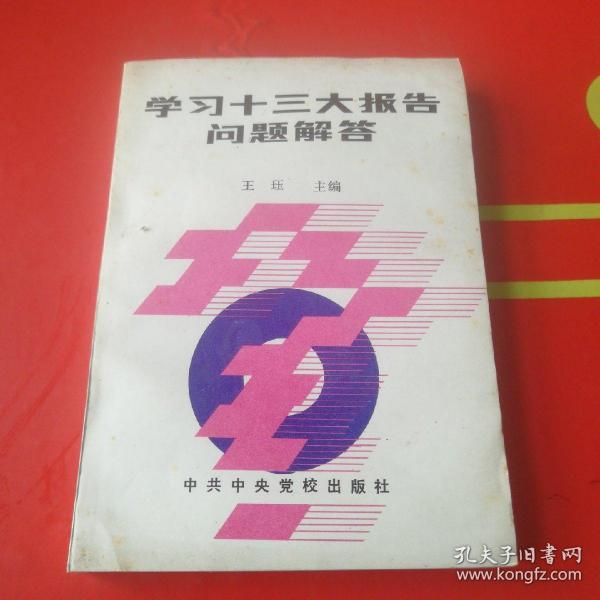 学习十三大报告
问题解答
王珏 主编
中共中央党校出版社
孔夫子旧书网
www.kongfz.com